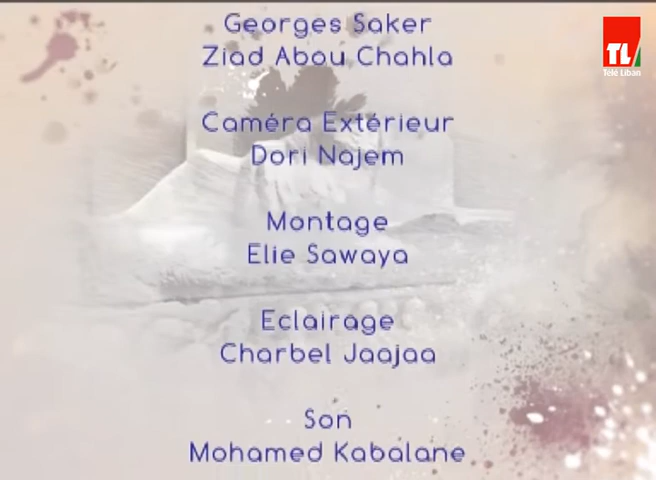 Georges Saker
Ziad Abou Chahla
TL
Télé Liban
Caméra Extérieur
Dori Najem
Montage
Elie Sawaya
Eclairage
Charbel Jaajaa
Son
Mohamed Kabalane